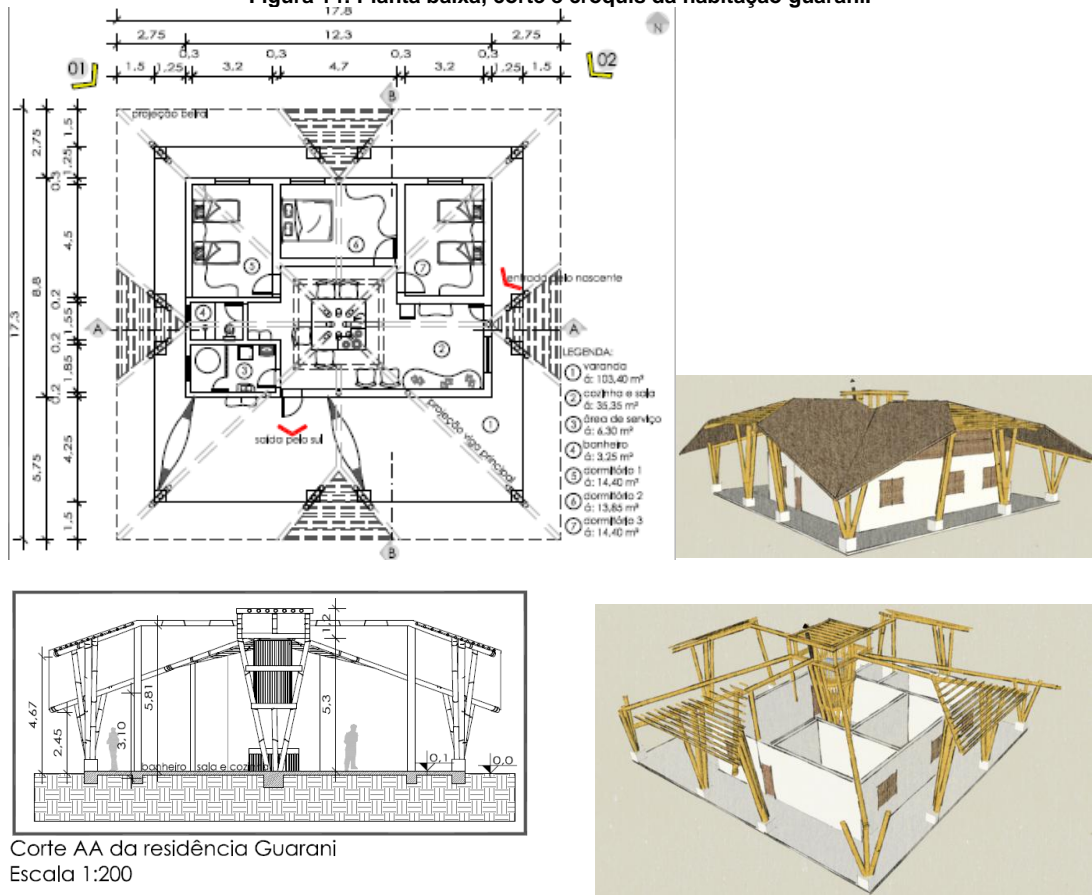 Figura 14: Planta baixa, corte e croquis da habitação guarani.
17,8
2,75 12,3 2,75
0,3 0,3 0,3 0,3
1,5 1,25 3,2 4,7 3,2 1,25 1,5
01
02
N
B
projeção beiral
17,3
2,75 8,8 5,75
1,5 1,25 0,3 4,5 0,2 1,55 0,2 1,85 0,2 4,25 1,5
5
6
7
entrada pelo nascente
4
A
A
2
3
1
saída pelo sul
projeção viga principal
B
LEGENDA:
1 varanda
á: 103,40 m²
2 cozinha e sala
á: 35,35 m²
3 área de serviço
á: 6,30 m²
4 banheiro
á: 3,25 m²
5 dormitório 1
á: 14,40 m²
6 dormitório 2
á: 13,85 m²
7 dormitório 3
á: 14,40 m²
1,2
4,67
2,45
3,10
5,81
5,3
banheiro sala e cozinha
0,1
0,0
Corte AA da residência Guarani
Escala 1:200